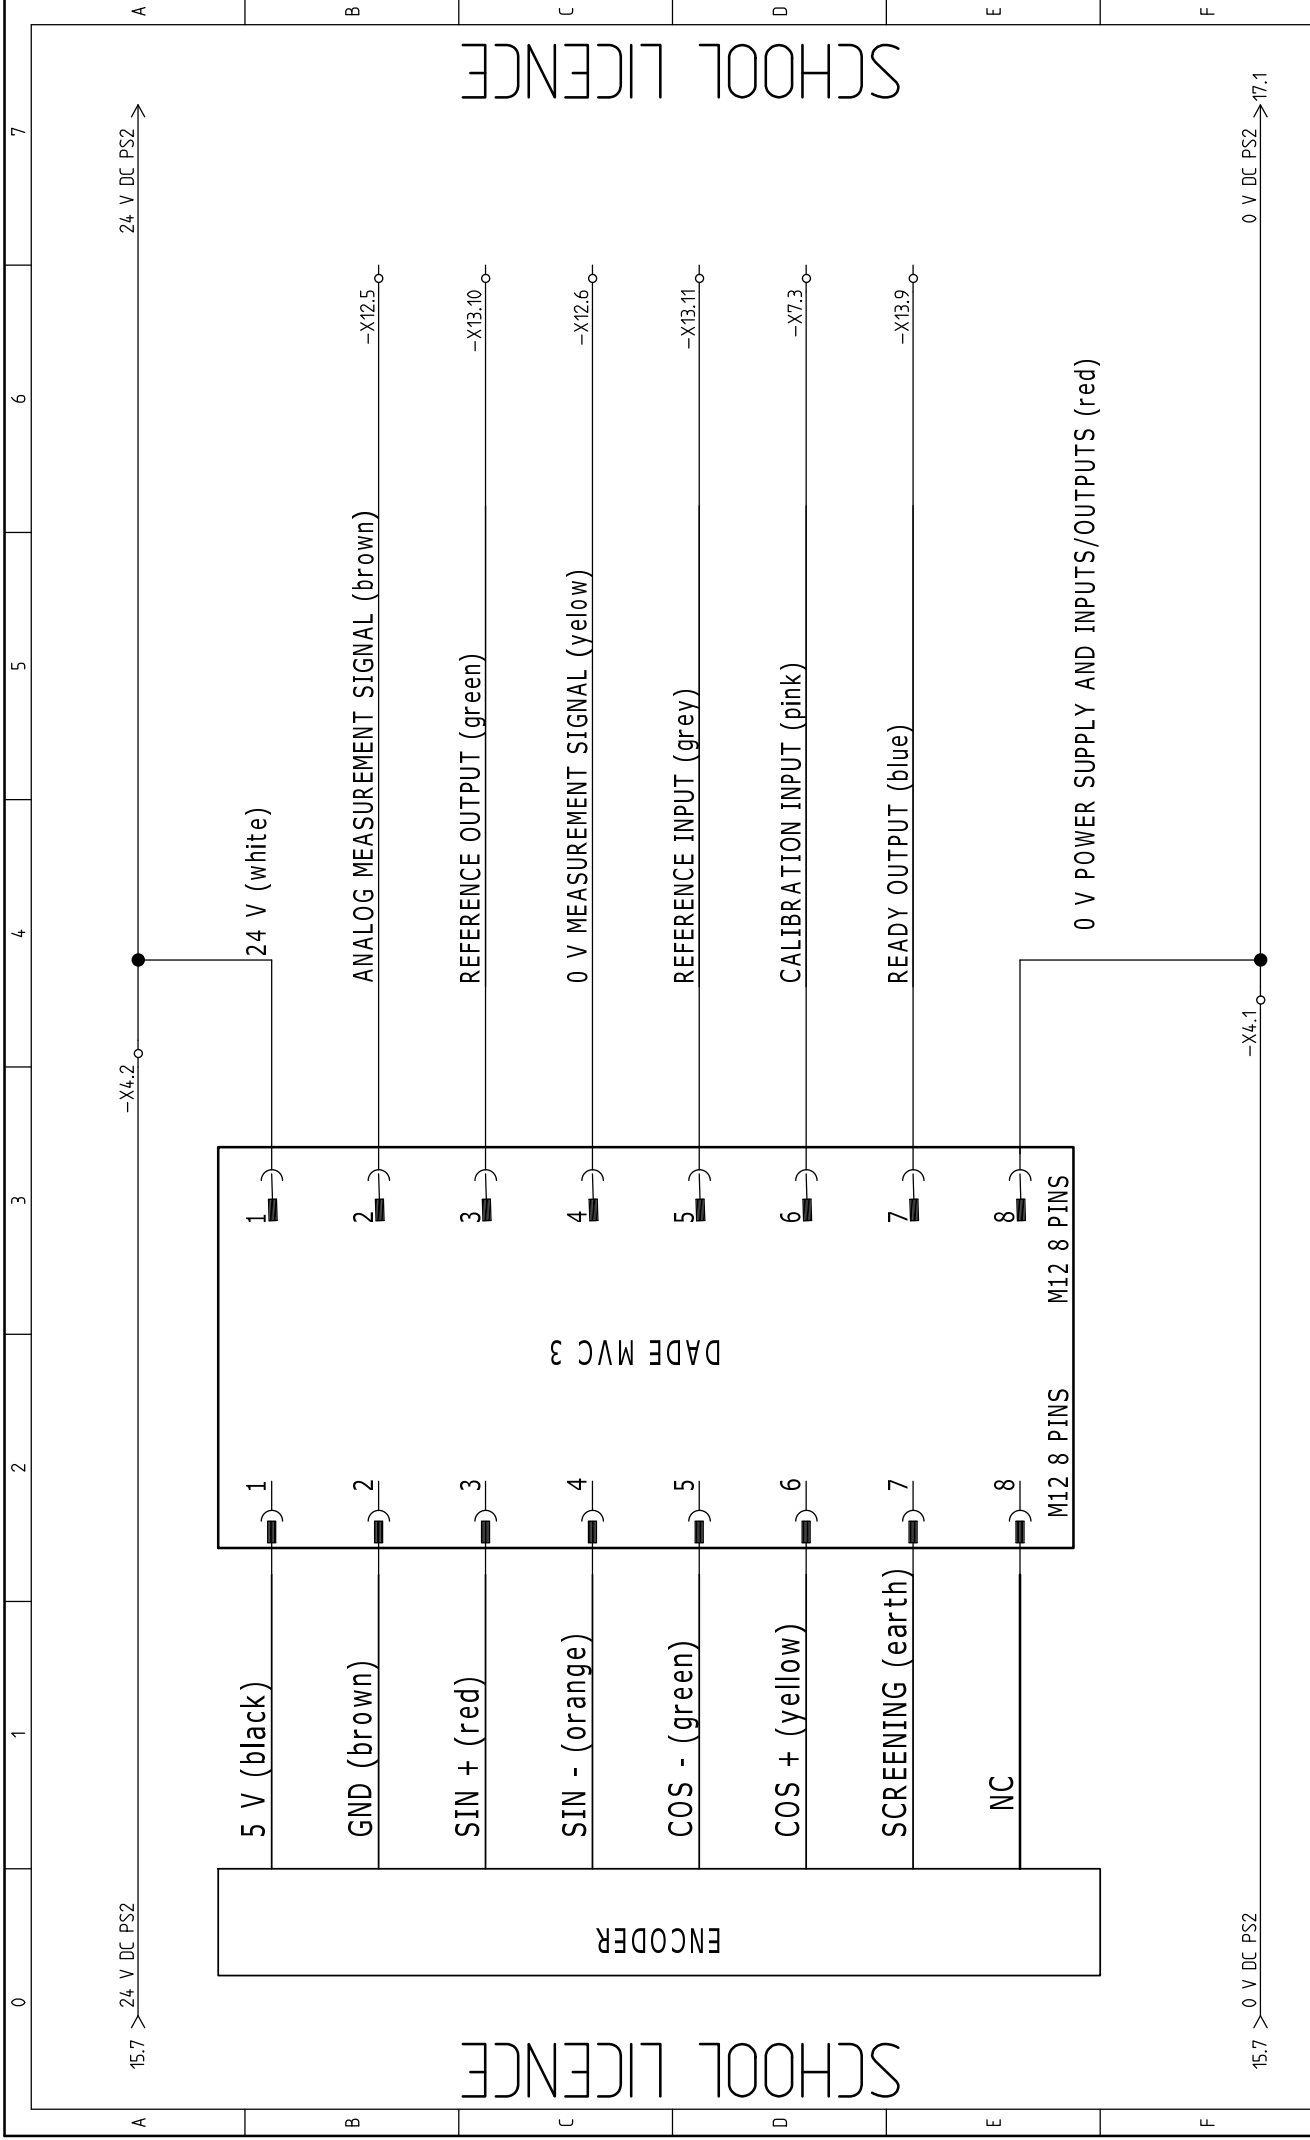 0 1 2 3 4 5 6 7
A A
B B
C C
D D
E E
F F
SCHOOL LICENCE
SCHOOL LICENCE
15.7
24 V DC PS2
-X4.2
24 V DC PS2
ENCODER
5 V (black)
GND (brown)
SIN + (red)
SIN - (orange)
COS - (green)
COS + (yellow)
SCREENING (earth)
NC
1
2
3
4
5
6
7
8
M12 8 PINS
DADE MVC 3
1
2
3
4
5
6
7
8
M12 8 PINS
24 V (white)
ANALOG MEASUREMENT SIGNAL (brown)
-X12.5
REFERENCE OUTPUT (green)
-X13.10
0 V MEASUREMENT SIGNAL (yelow)
-X12.6
REFERENCE INPUT (grey)
-X13.11
CALIBRATION INPUT (pink)
-X7.3
READY OUTPUT (blue)
-X13.9
0 V POWER SUPPLY AND INPUTS/OUTPUTS (red)
15.7
0 V DC PS2
-X4.1
0 V DC PS2
17.1